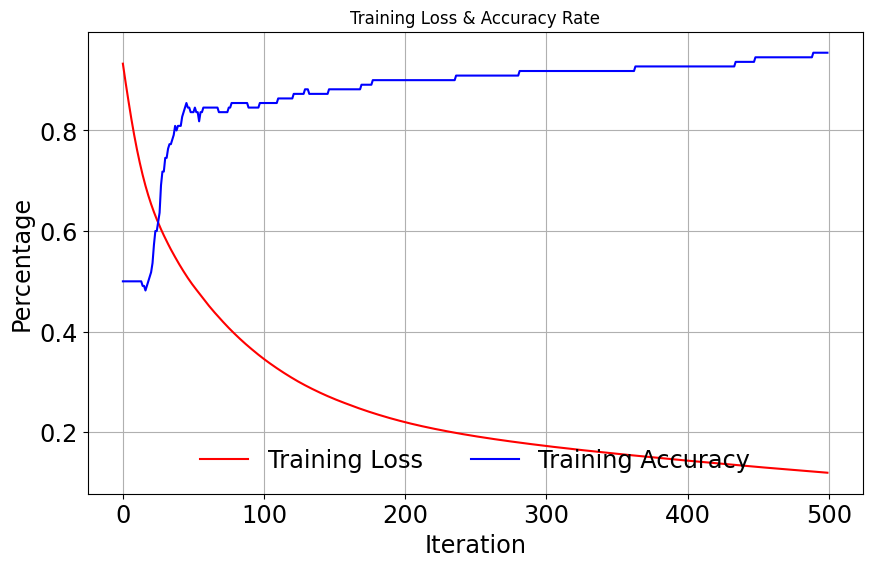 Training Loss & Accuracy Rate
Percentage
0.8
0.6
0.4
0.2
Training Loss
Training Accuracy
0 100 200 300 400 500
Iteration